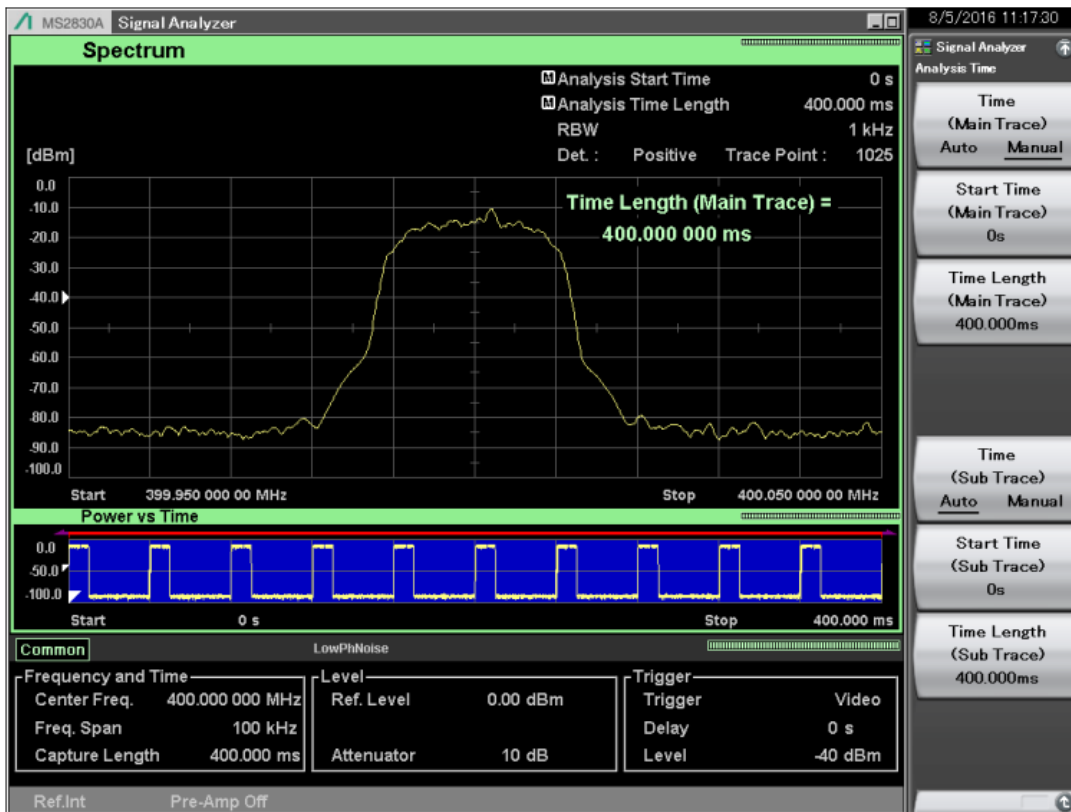 MS2830A Signal Analyzer
8/5/2016 11:17:30
Spectrum
M Analysis Start Time 0 s
M Analysis Time Length 400.000 ms
RBW 1 kHz
[dBm] Det. : Positive Trace Point : 1025
0.0
-10.0
-20.0
-30.0
-40.0
-50.0
-60.0
-70.0
-80.0
-90.0
-100.0
Time Length (Main Trace) =
400.000 000 ms
Start 399.950 000 00 MHz Stop 400.050 000 00 MHz
Power vs Time
0.0
-50.0
-100.0
Start 0 s Stop 400.000 ms
Common LowPhNoise
Frequency and Time
Center Freq. 400.000 000 MHz
Freq. Span 100 kHz
Capture Length 400.000 ms
Level
Ref. Level 0.00 dBm
Attenuator 10 dB
Trigger
Trigger Video
Delay 0 s
Level -40 dBm
Ref.Int Pre-Amp Off
Signal Analyzer
Analysis Time
Time
(Main Trace)
Auto Manual
Start Time
(Main Trace)
0s
Time Length
(Main Trace)
400.000ms
Time
(Sub Trace)
Auto Manual
Start Time
(Sub Trace)
0s
Time Length
(Sub Trace)
400.000ms